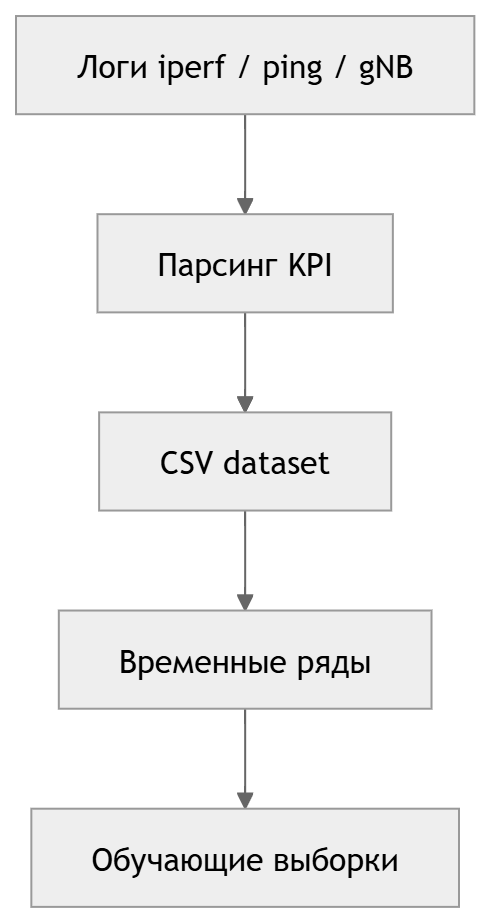 Логи iperf / ping / gNB
Парсинг KPI
CSV dataset
Временные ряды
Обучающие выборки